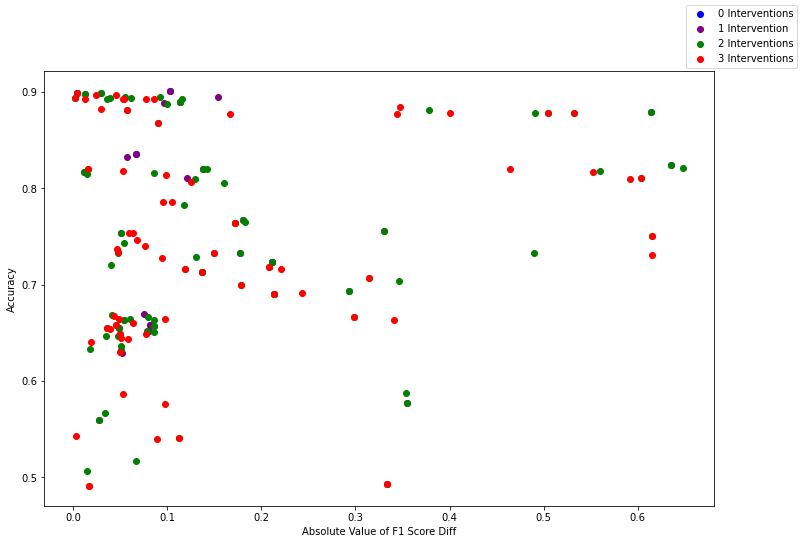 0 Interventions
1 Intervention
2 Interventions
3 Interventions
0.9
0.8
0.7
0.6
0.5
Accuracy
0.0 0.1 0.2 0.3 0.4 0.5 0.6
Absolute Value of F1 Score Diff